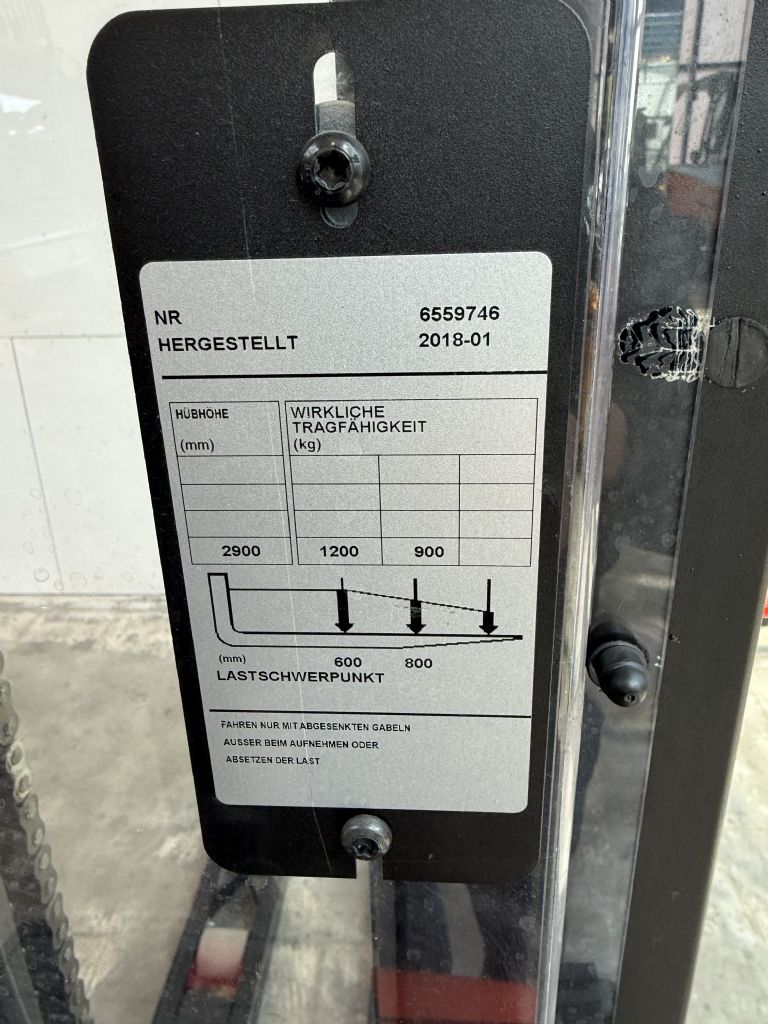 NR 6559746
HERGESTELLT 2018-01
HÜBHÖHE WIRKLICHE
TRAGFÄHIGKEIT
(mm) (kg)
2900 1200 900
(mm) 600 800
LASTSCHWERPUNKT
FAHREN NUR MIT ABGESENKTEN GABELN
AUSSER BEIM AUFNEHMEN ODER
ABSETZEN DER LAST